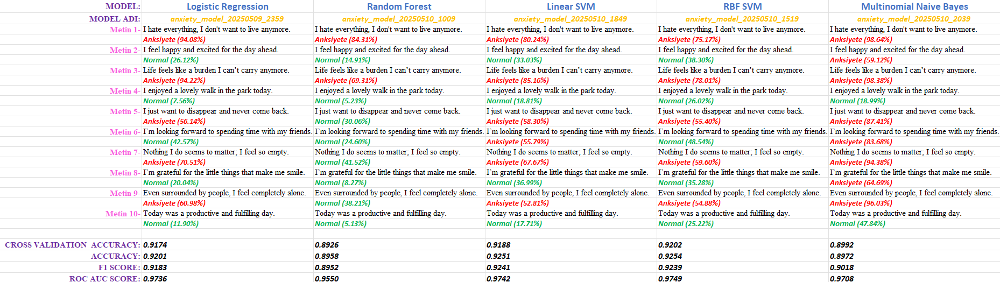 MODEL: Logistic Regression Random Forest Linear SVM RBF SVM Multinomial Naive Bayes
MODEL ADI: anxiety_model_20250509_2359 anxiety_model_20250510_1009 anxiety_model_20250510_1849 anxiety_model_20250510_1519 anxiety_model_20250510_2039
Metin 1- I hate everything, I don't want to live anymore. I hate everything, I don't want to live anymore. I hate everything, I don't want to live anymore. I hate everything, I don't want to live anymore. I hate everything, I don't want to live anymore.
Anksiyete (94.08%) Anksiyete (84.31%) Anksiyete (80.24%) Anksiyete (75.17%) Anksiyete (98.64%)
Metin 2- I feel happy and excited for the day ahead. I feel happy and excited for the day ahead. I feel happy and excited for the day ahead. I feel happy and excited for the day ahead. I feel happy and excited for the day ahead.
Normal (26.12%) Normal (14.91%) Normal (33.03%) Normal (38.30%) Anksiyete (59.12%)
Metin 3- Life feels like a burden I can’t carry anymore. Life feels like a burden I can’t carry anymore. Life feels like a burden I can’t carry anymore. Life feels like a burden I can’t carry anymore. Life feels like a burden I can’t carry anymore.
Anksiyete (94.22%) Anksiyete (69.31%) Anksiyete (85.16%) Anksiyete (78.01%) Anksiyete (98.38%)
Metin 4- I enjoyed a lovely walk in the park today. I enjoyed a lovely walk in the park today. I enjoyed a lovely walk in the park today. I enjoyed a lovely walk in the park today. I enjoyed a lovely walk in the park today.
Normal (7.56%) Normal (5.23%) Normal (18.81%) Normal (26.02%) Normal (18.99%)
Metin 5- I just want to disappear and never come back. I just want to disappear and never come back. I just want to disappear and never come back. I just want to disappear and never come back. I just want to disappear and never come back.
Anksiyete (56.14%) Normal (30.06%) Anksiyete (58.30%) Anksiyete (55.40%) Anksiyete (87.41%)
Metin 6- I’m looking forward to spending time with my friends. I’m looking forward to spending time with my friends. I’m looking forward to spending time with my friends. I’m looking forward to spending time with my friends. I’m looking forward to spending time with my friends.
Normal (42.57%) Normal (24.60%) Anksiyete (55.79%) Normal (48.54%) Anksiyete (83.68%)
Metin 7- Nothing I do seems to matter; I feel so empty. Nothing I do seems to matter; I feel so empty. Nothing I do seems to matter; I feel so empty. Nothing I do seems to matter; I feel so empty. Nothing I do seems to matter; I feel so empty.
Anksiyete (70.51%) Normal (41.52%) Anksiyete (67.67%) Anksiyete (59.60%) Anksiyete (94.38%)
Metin 8- I’m grateful for the little things that make me smile. I’m grateful for the little things that make me smile. I’m grateful for the little things that make me smile. I’m grateful for the little things that make me smile. I’m grateful for the little things that make me smile.
Normal (20.04%) Normal (8.27%) Normal (36.99%) Normal (35.28%) Anksiyete (64.69%)
Metin 9- Even surrounded by people, I feel completely alone. Even surrounded by people, I feel completely alone. Even surrounded by people, I feel completely alone. Even surrounded by people, I feel completely alone. Even surrounded by people, I feel completely alone.
Anksiyete (60.98%) Normal (38.21%) Anksiyete (52.81%) Anksiyete (54.88%) Anksiyete (96.03%)
Metin 10- Today was a productive and fulfilling day. Today was a productive and fulfilling day. Today was a productive and fulfilling day. Today was a productive and fulfilling day. Today was a productive and fulfilling day.
Normal (11.90%) Normal (5.13%) Normal (17.71%) Normal (25.22%) Normal (47.84%)
CROSS VALIDATION ACCURACY: 0.9174 0.8926 0.9188 0.9202 0.8992
ACCURACY: 0.9201 0.8958 0.9251 0.9254 0.8972
F1 SCORE: 0.9183 0.8952 0.9241 0.9239 0.9018
ROC AUC SCORE: 0.9736 0.9550 0.9742 0.9749 0.9708